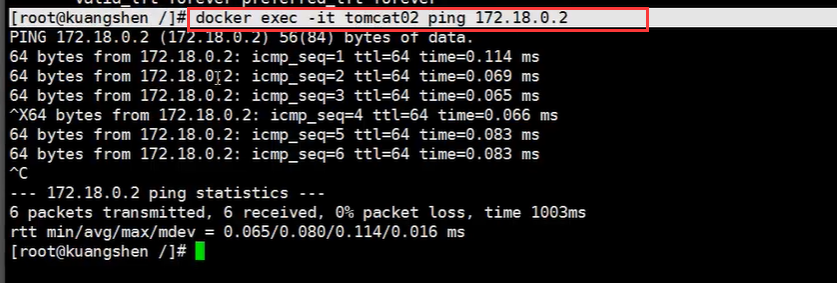 valid_lft forever preferred_lft forever
[root@kuangshen /]# docker exec -it tomcat02 ping 172.18.0.2
PING 172.18.0.2 (172.18.0.2) 56(84) bytes of data.
64 bytes from 172.18.0.2: icmp_seq=1 ttl=64 time=0.114 ms
64 bytes from 172.18.0.2: icmp_seq=2 ttl=64 time=0.069 ms
64 bytes from 172.18.0.2: icmp_seq=3 ttl=64 time=0.065 ms
^X64 bytes from 172.18.0.2: icmp_seq=4 ttl=64 time=0.066 ms
64 bytes from 172.18.0.2: icmp_seq=5 ttl=64 time=0.083 ms
64 bytes from 172.18.0.2: icmp_seq=6 ttl=64 time=0.083 ms
^C
--- 172.18.0.2 ping statistics ---
6 packets transmitted, 6 received, 0% packet loss, time 1003ms
rtt min/avg/max/mdev = 0.065/0.080/0.114/0.016 ms
[root@kuangshen /]#